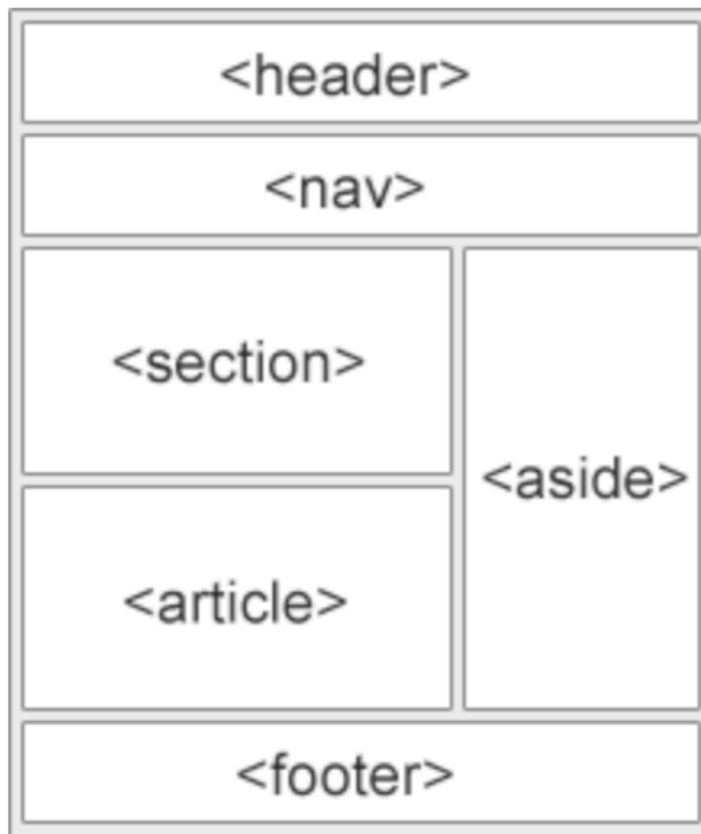 <header>
<nav>
<section>
<article>
<aside>
<footer>